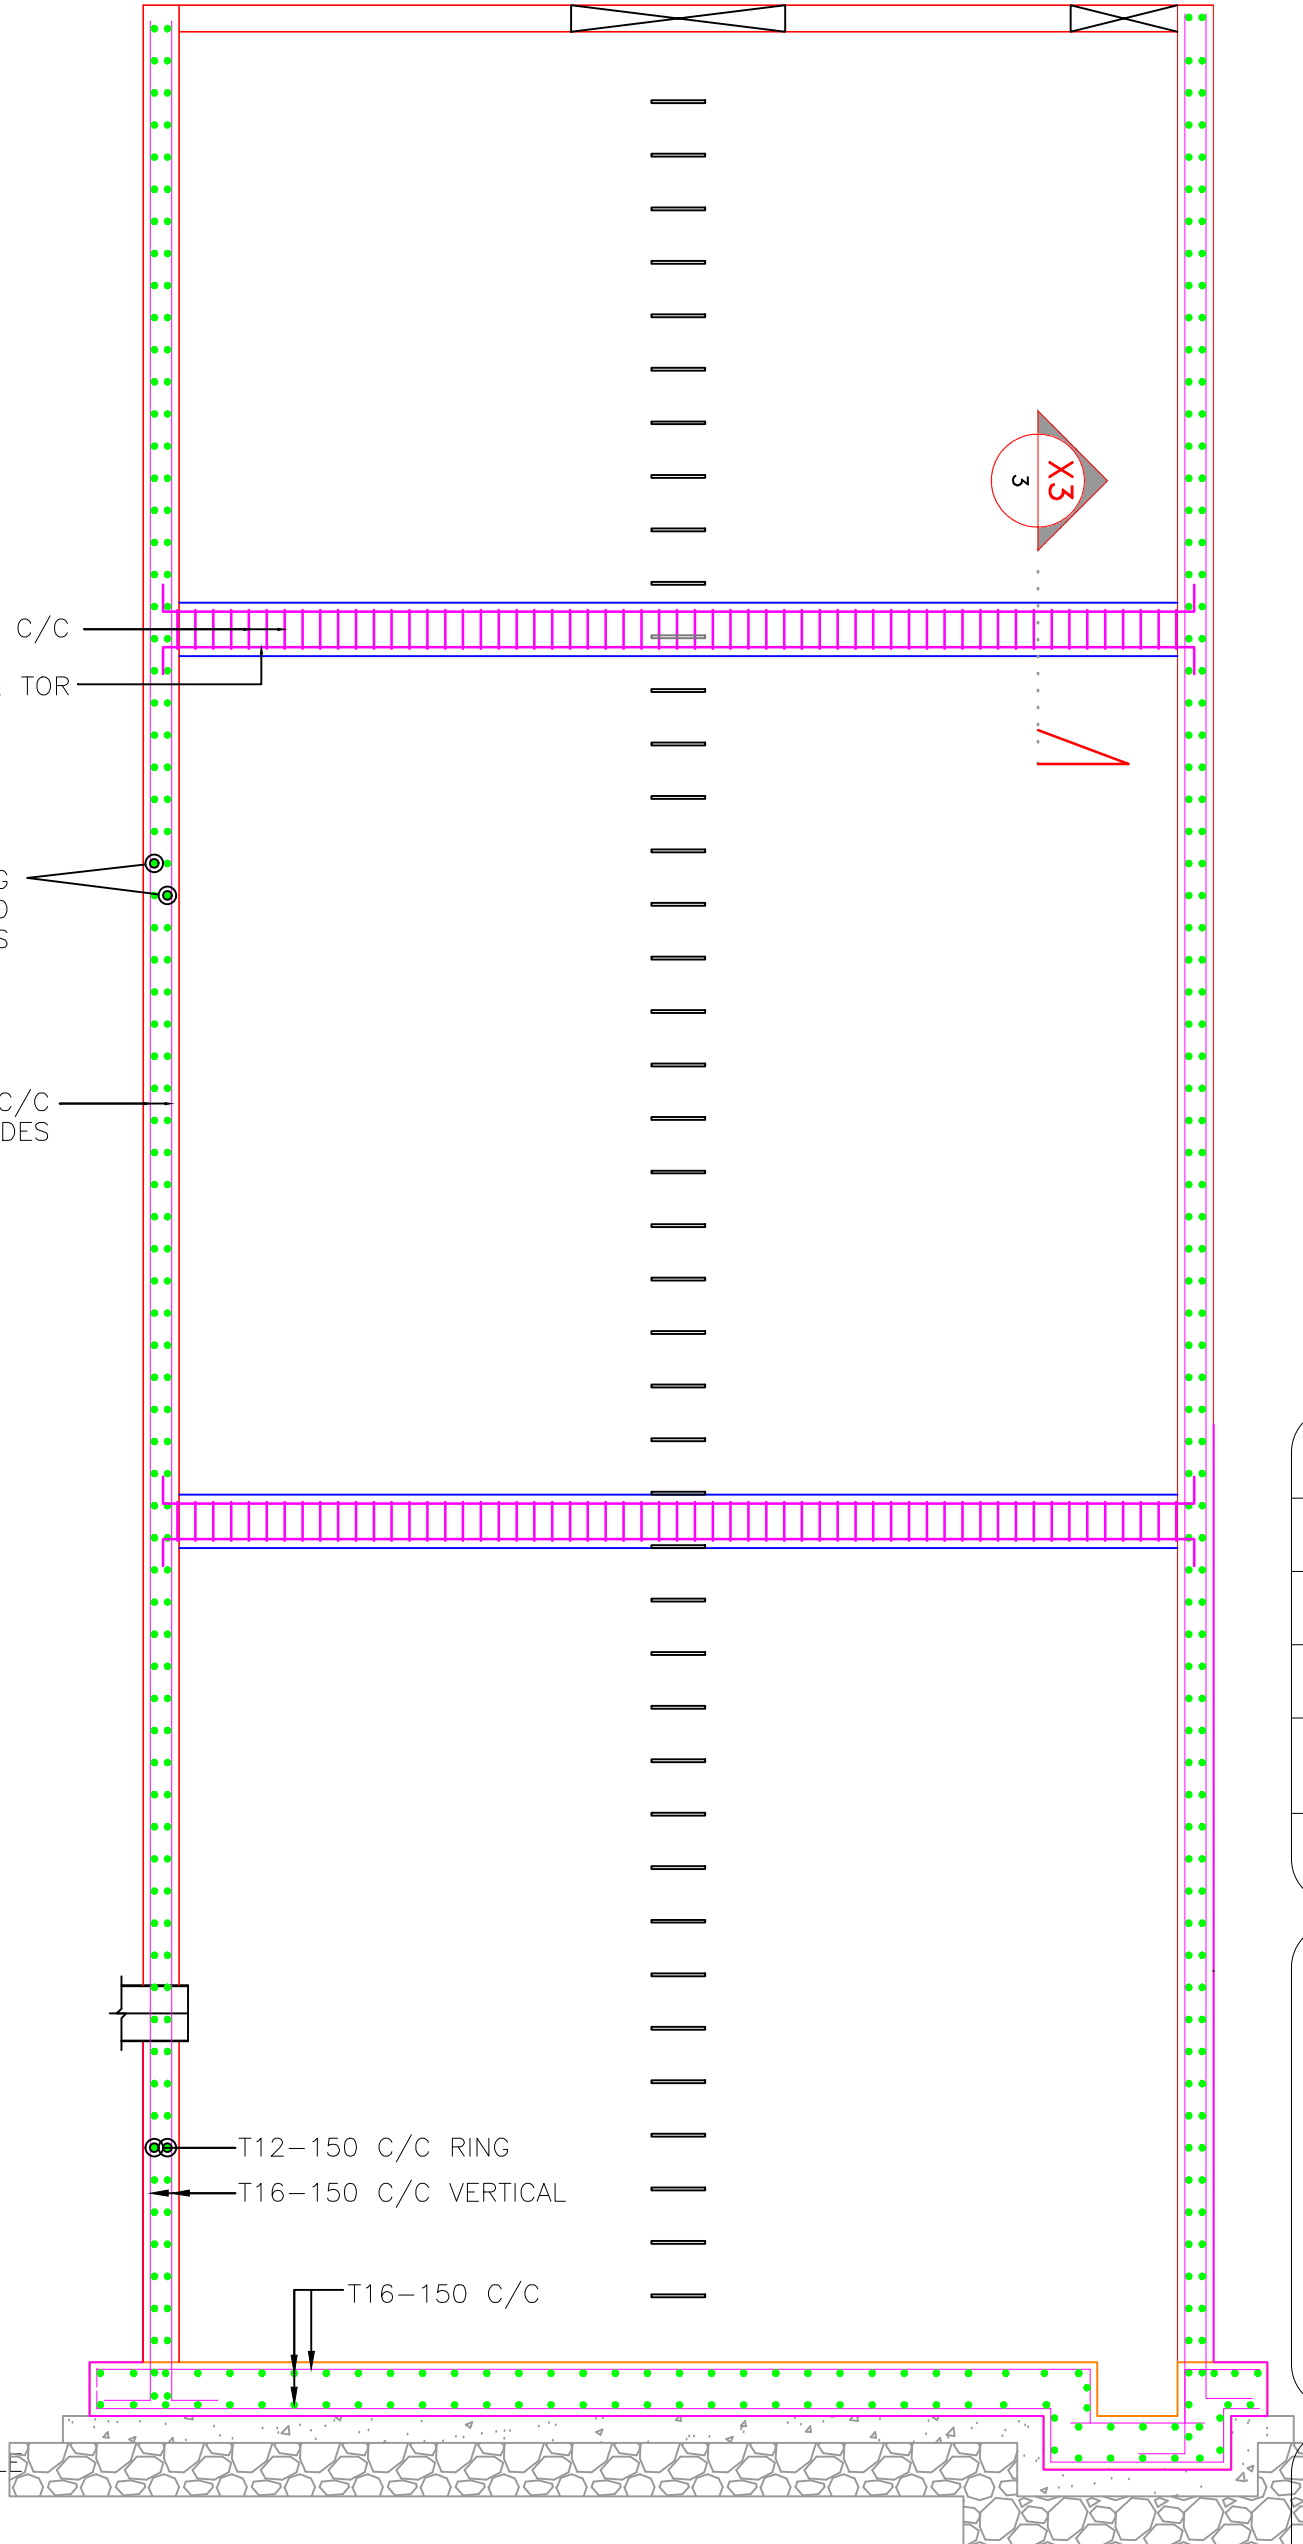 X3
3
C/C
TOR
G
S
C/C
DES
T12-150 C/C RING
T16-150 C/C VERTICAL
T16-150 C/C
E